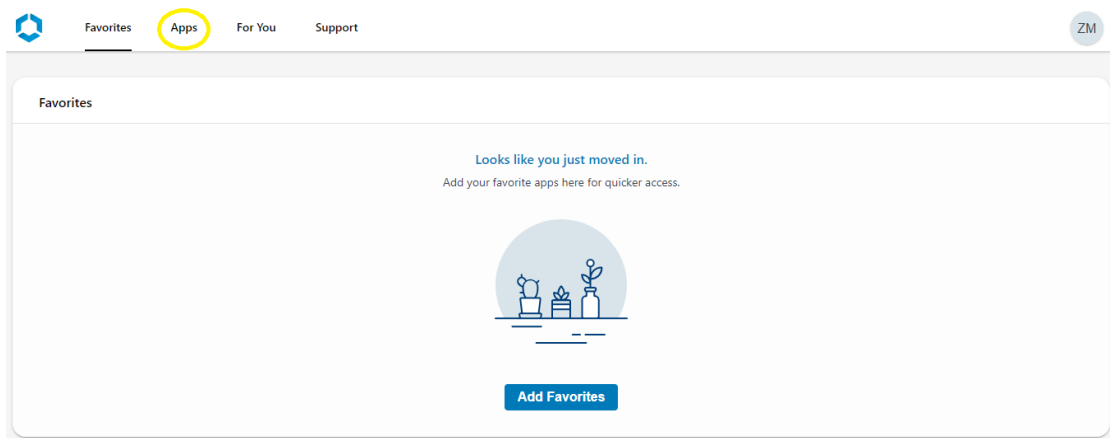 Favorites Apps For You Support ZM
Favorites
Looks like you just moved in.
Add your favorite apps here for quicker access.
Add Favorites